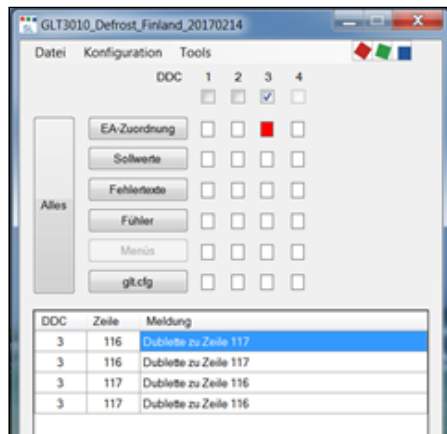 GLT3010_Defrost_Finland_20170214
Datei Konfiguration Tools
DDC 1 2 3 4
EA-Zuordnung
Sollwerte
Fehlertexte
Alles
Fühler
Menüs
glt.cfg
DDC Zeile Meldung
3 116 Dublette zu Zeile 117
3 116 Dublette zu Zeile 117
3 117 Dublette zu Zeile 116
3 117 Dublette zu Zeile 116